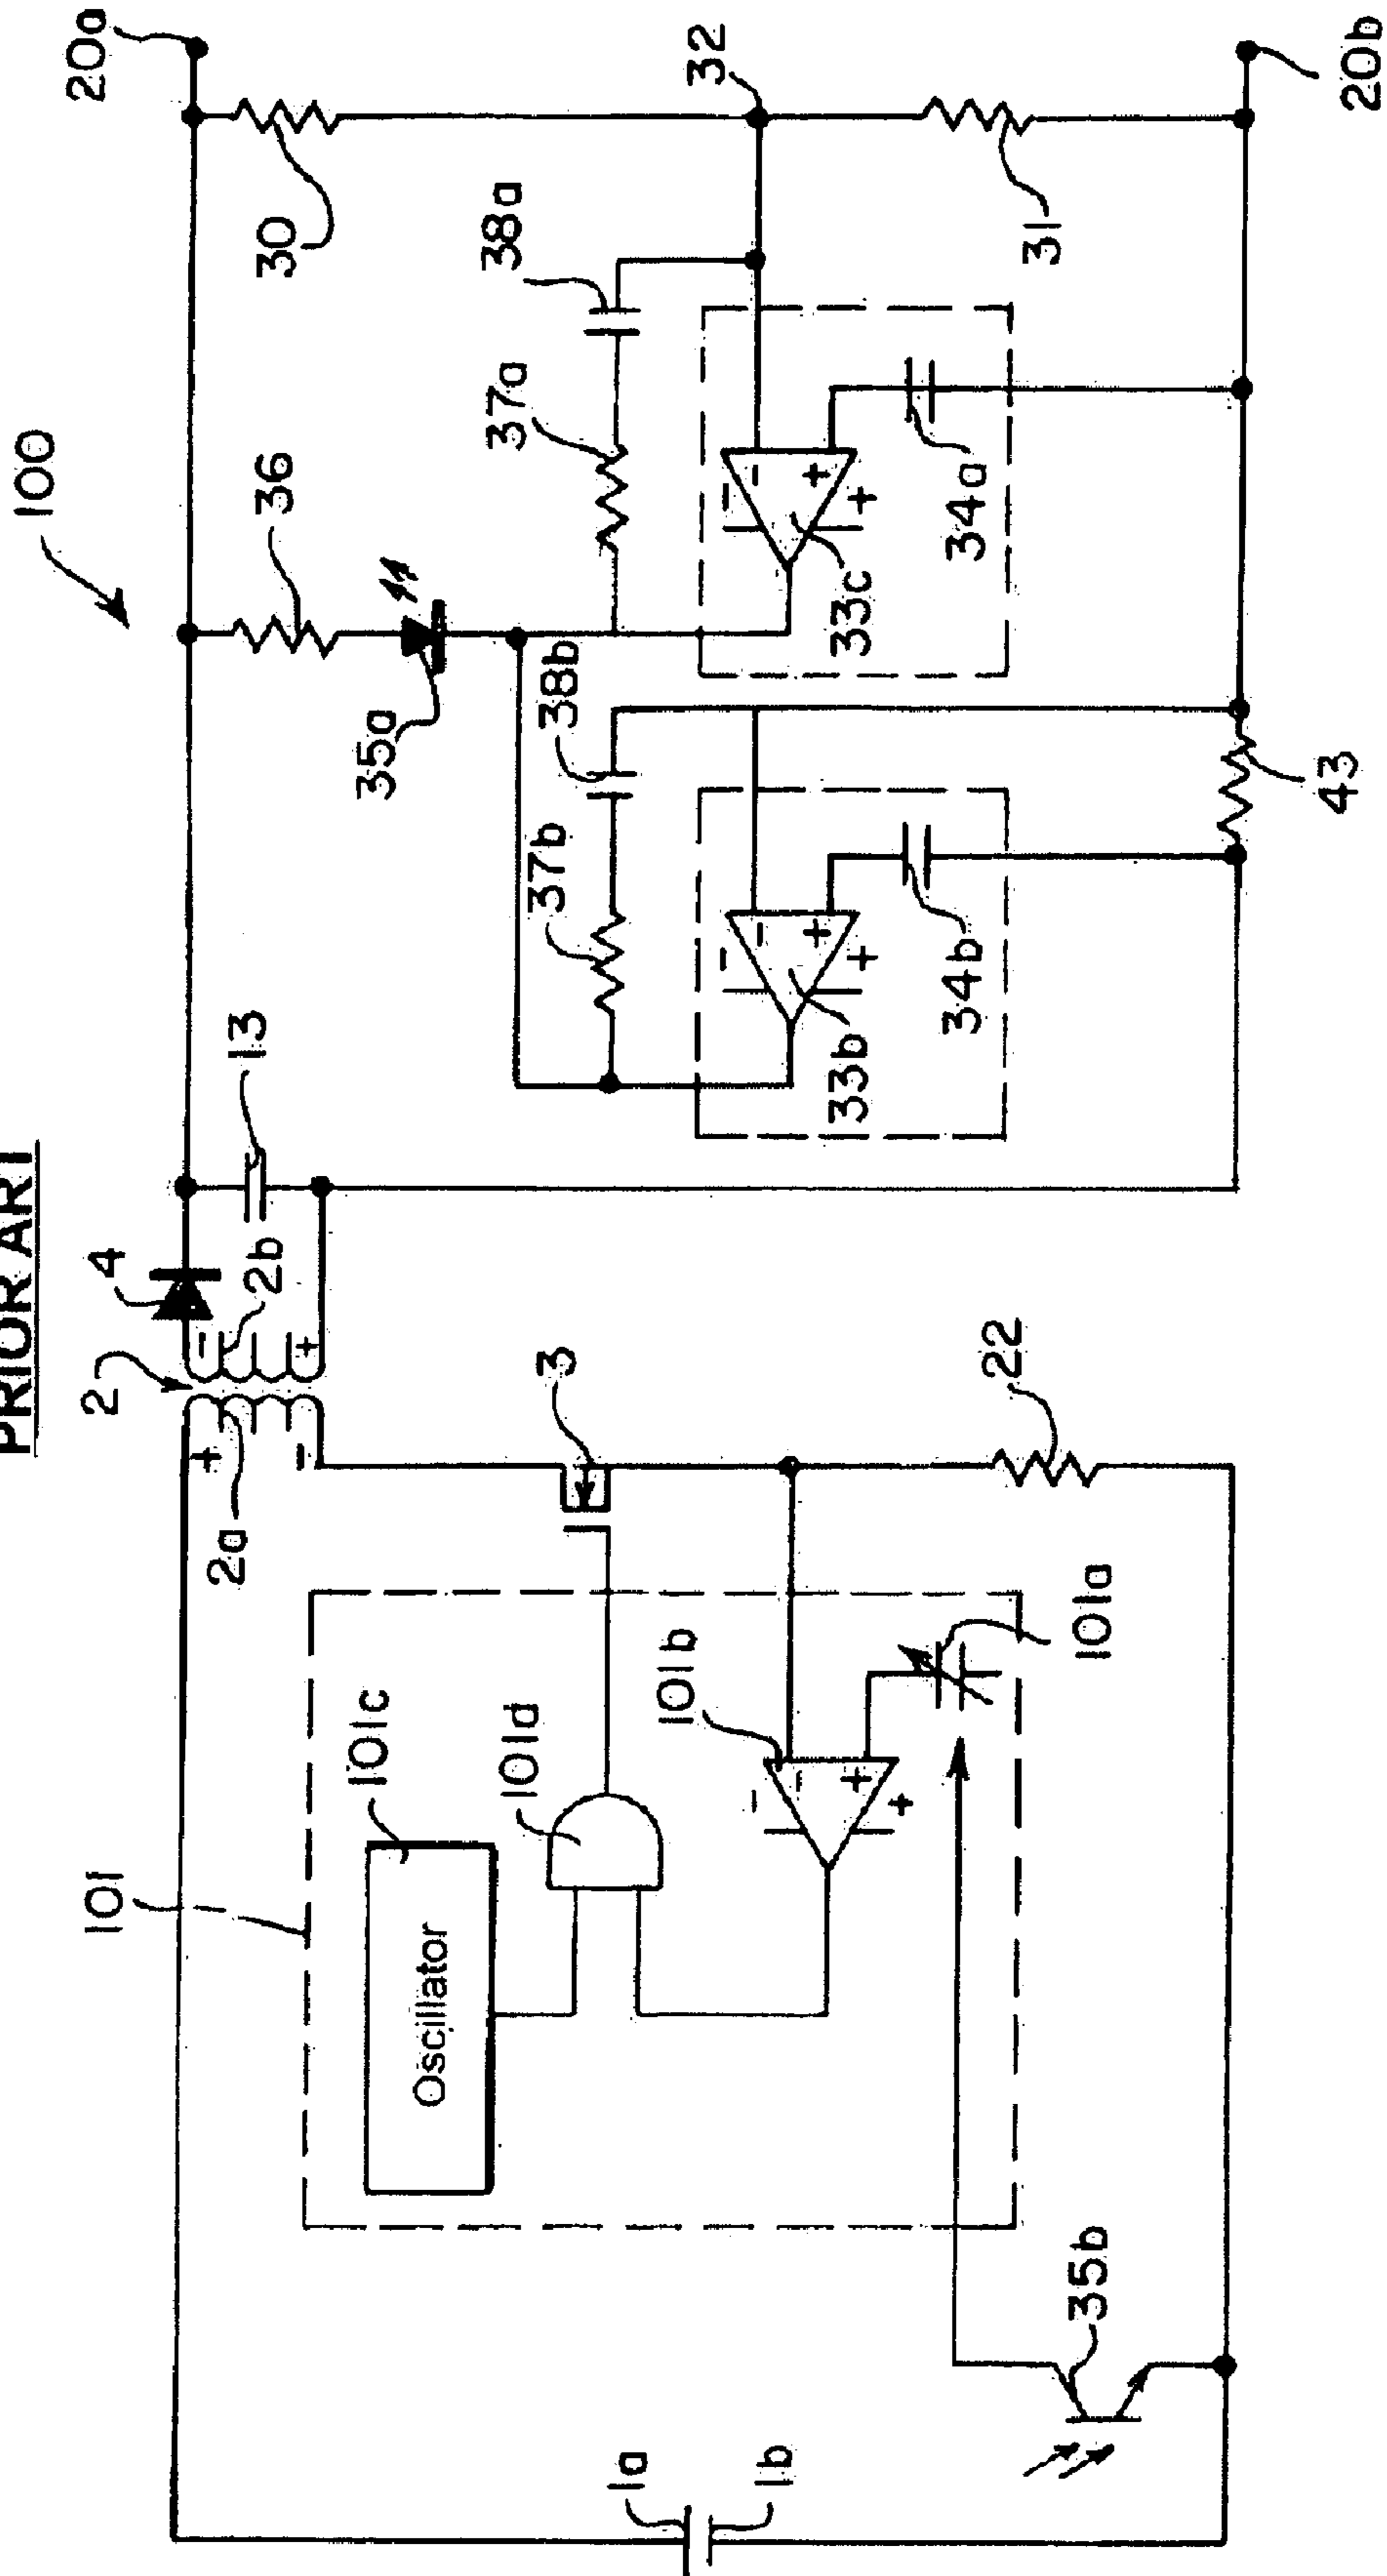 PRIOR ART
100
20a
2
4
13
36
30
32
2a
2b
+
-
-
+
35a
37a
38a
37b
38b
3
101
101c
Oscillator
101d
101b
-
-
+
+
101a
22
33b
-
-
+
+
34b
33c
-
-
+
+
34a
31
43
1a
1b
35b
20b